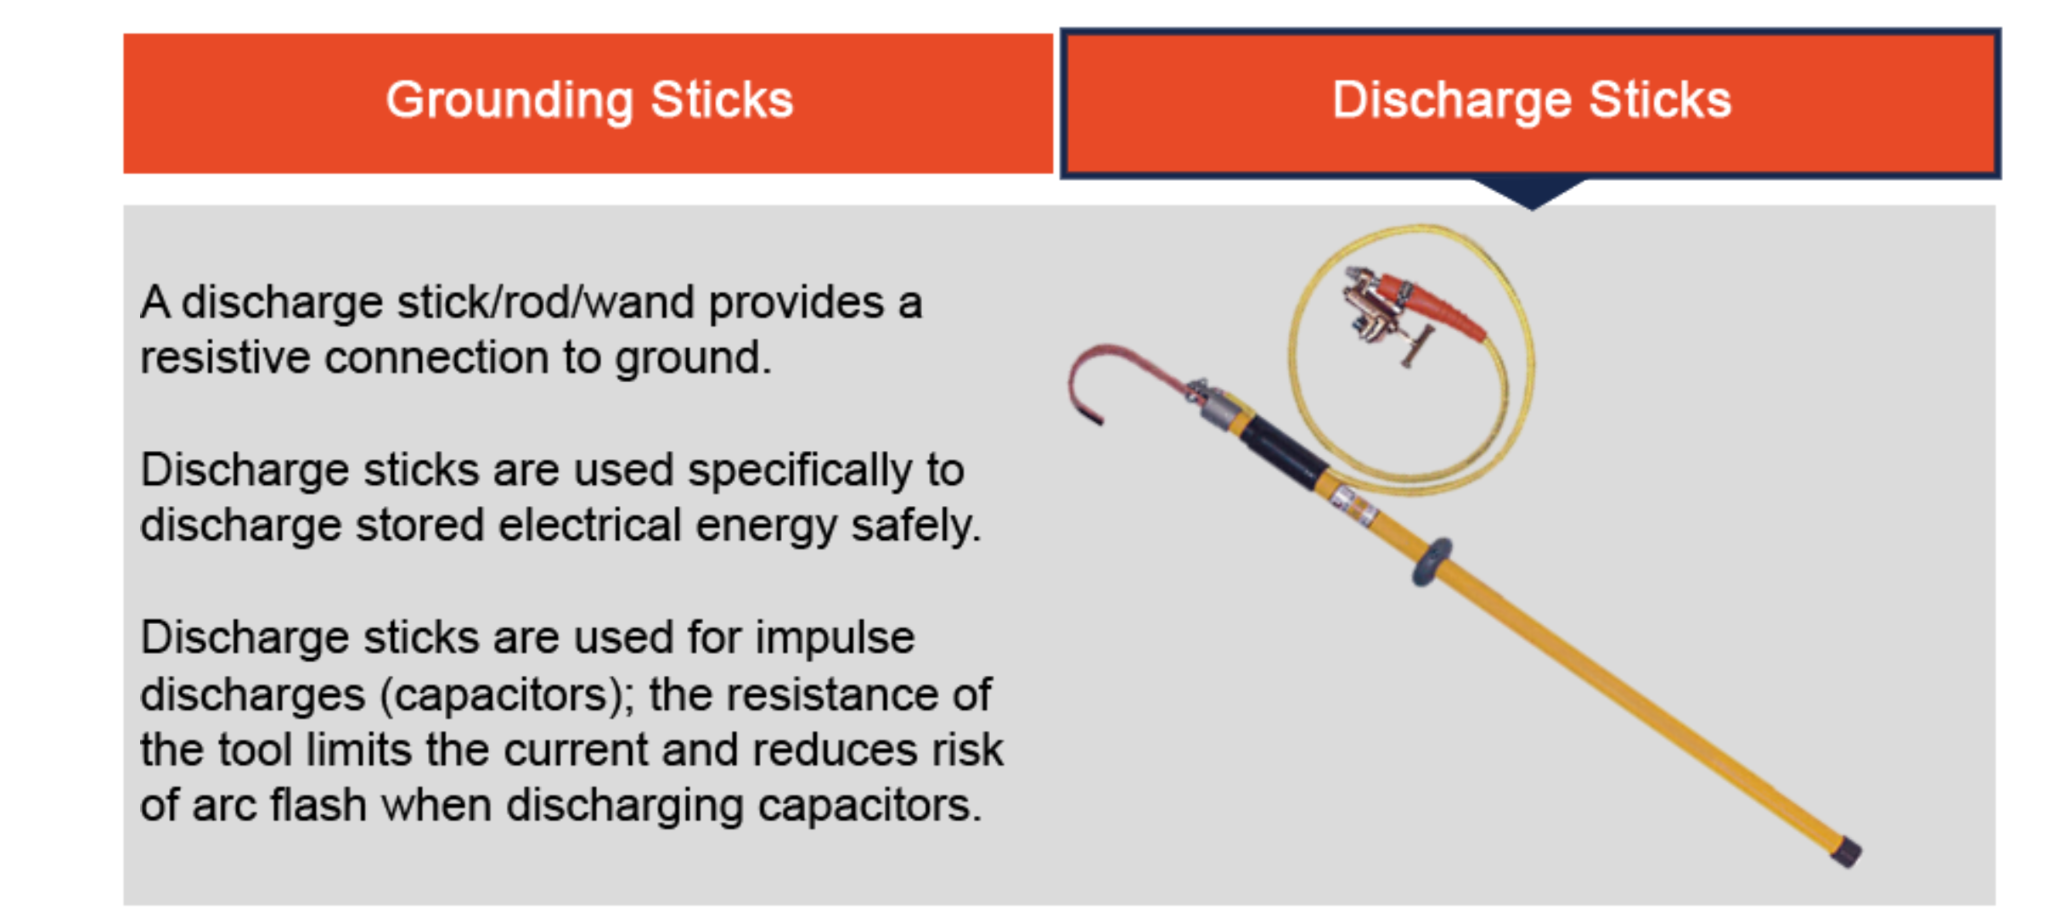 Grounding Sticks
Discharge Sticks
A discharge stick/rod/wand provides a
resistive connection to ground.
Discharge sticks are used specifically to
discharge stored electrical energy safely.
Discharge sticks are used for impulse
discharges (capacitors); the resistance of
the tool limits the current and reduces risk
of arc flash when discharging capacitors.